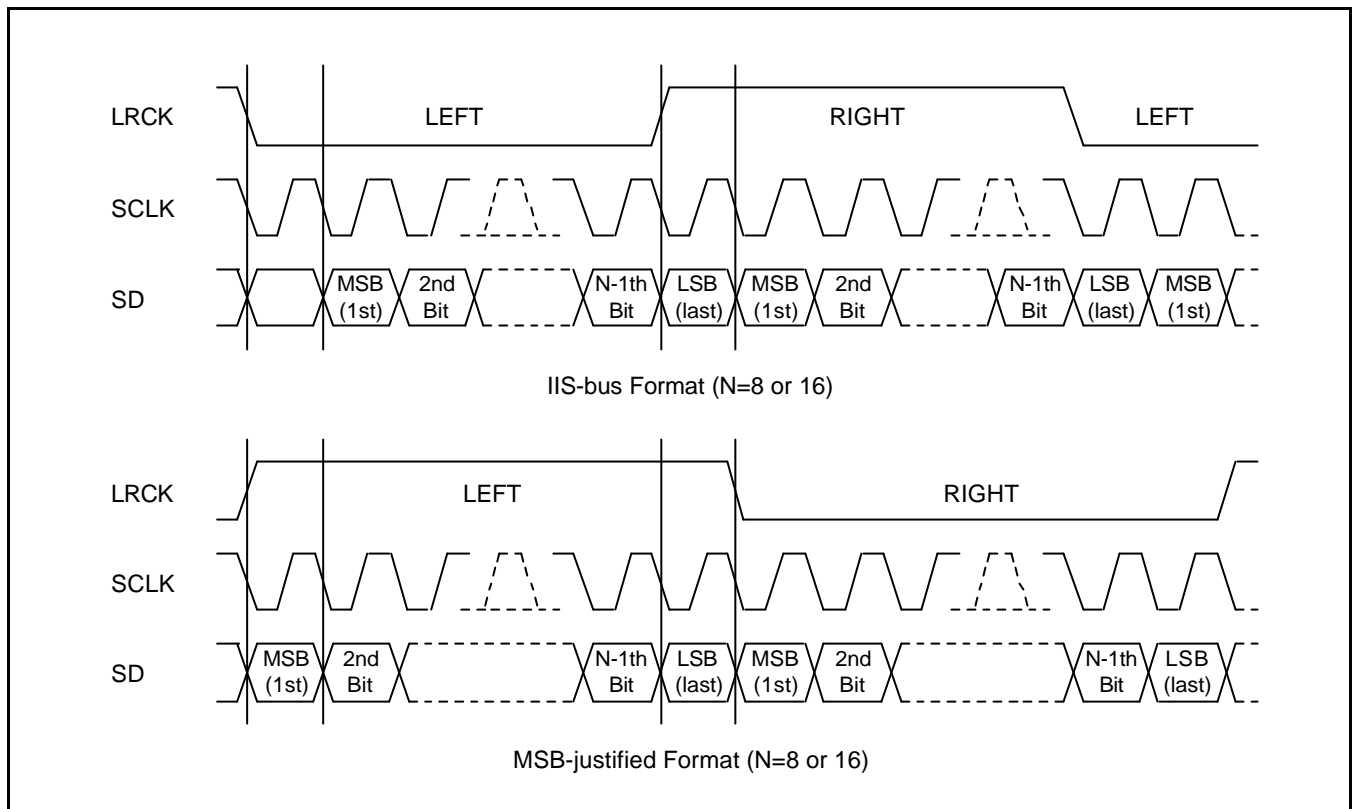 LRCK
LEFT
RIGHT
LEFT
SCLK
SD
MSB (1st)
2nd Bit
N-1th Bit
LSB (last)
MSB (1st)
2nd Bit
N-1th Bit
LSB (last)
MSB (1st)
IIS-bus Format (N=8 or 16)
LRCK
LEFT
RIGHT
SCLK
SD
MSB (1st)
2nd Bit
N-1th Bit
LSB (last)
MSB (1st)
2nd Bit
N-1th Bit
LSB (last)
MSB-justified Format (N=8 or 16)